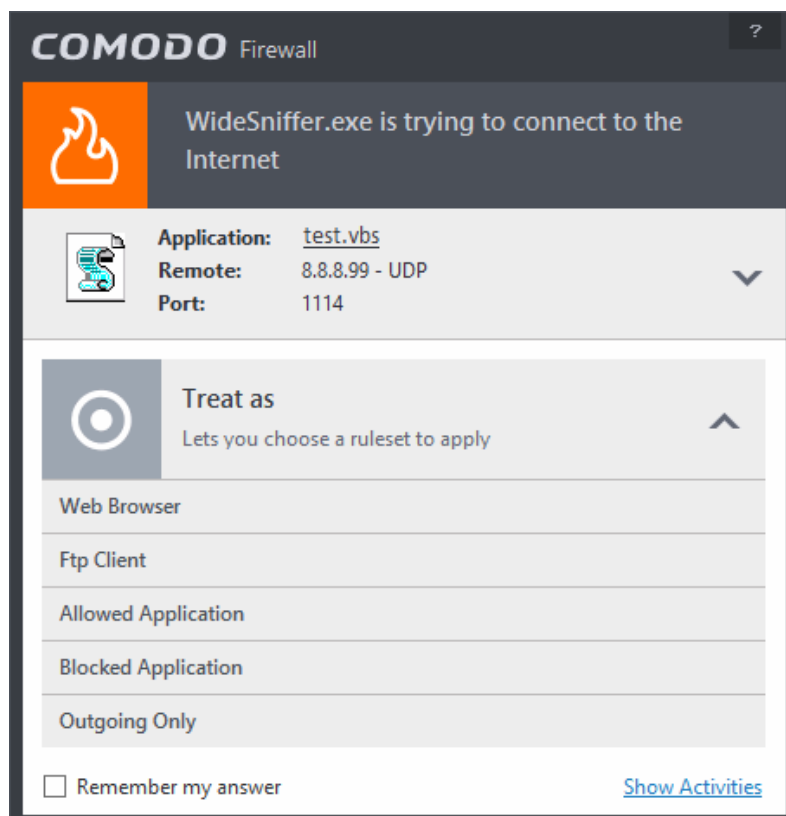 COMODO Firewall
?
WideSniffer.exe is trying to connect to the
Internet
Application: test.vbs
Remote: 8.8.8.99 - UDP
Port: 1114
Treat as
Lets you choose a ruleset to apply
Web Browser
Ftp Client
Allowed Application
Blocked Application
Outgoing Only
Remember my answer
Show Activities